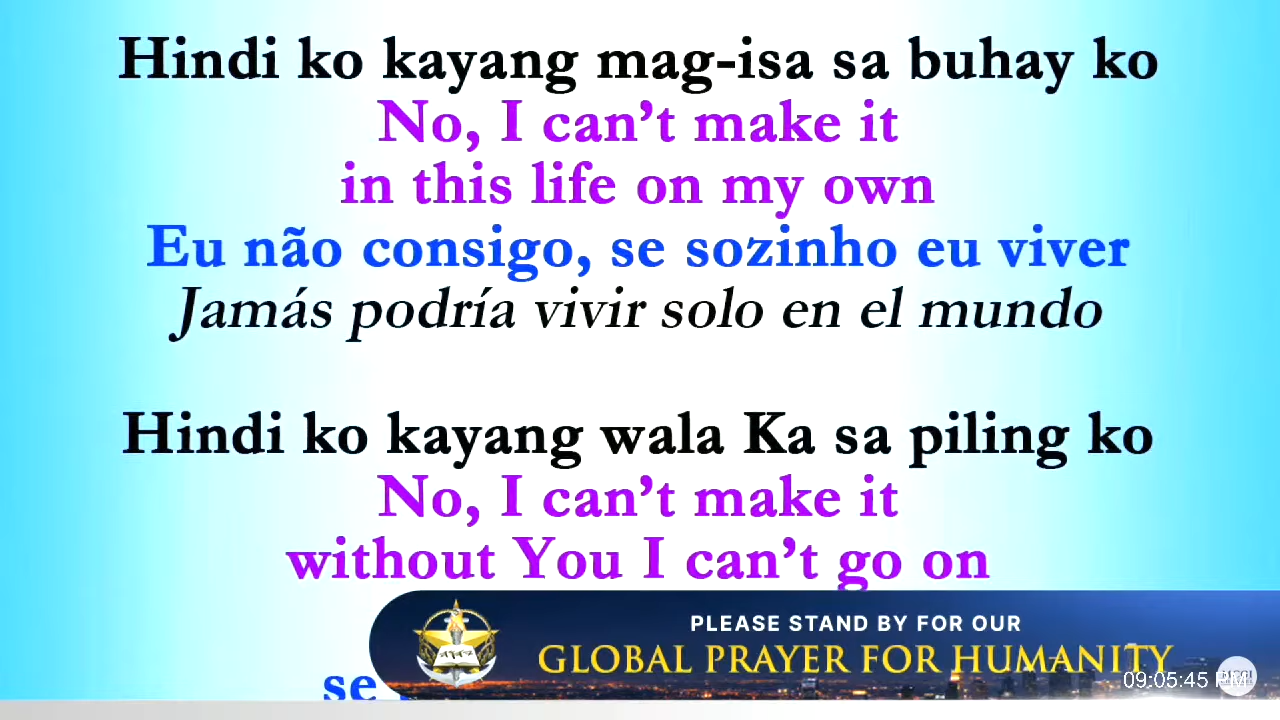 Hindi ko kayang mag-isa sa buhay ko
No, I can't make it
in this life on my own
Eu não consigo, se sozinho eu viver
Jamás podría vivir solo en el mundo
Hindi ko kayang wala Ka sa piling ko
No, I can't make it
without You I can't go on
PLEASE STAND BY FOR OUR
GLOBAL PRAYER FOR HUMANITY
09:05:45 PM
se